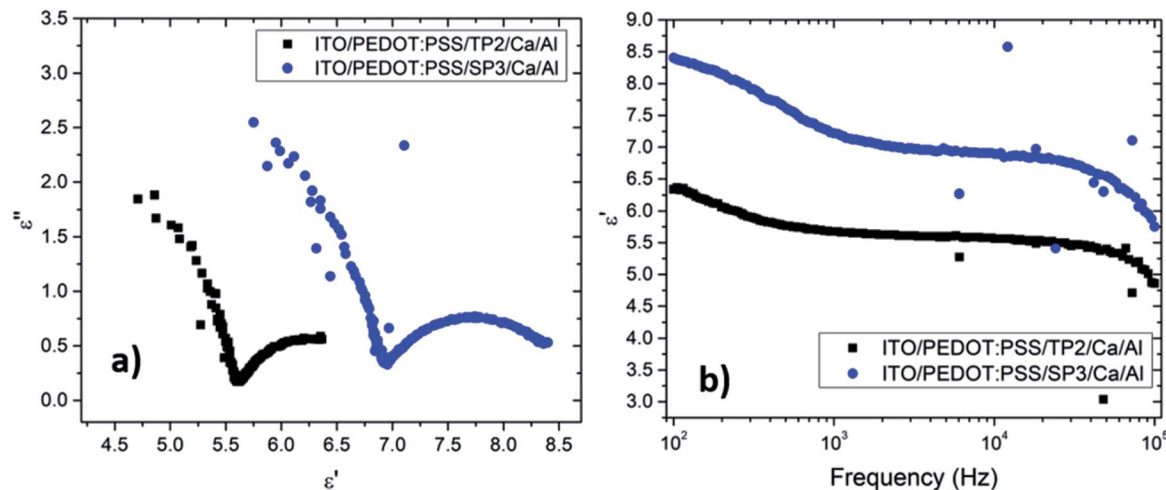 3.5
3.0
2.5
2.0
1.5
1.0
0.5
0.0
ε''
ITO/PEDOT:PSS/TP2/Ca/Al
ITO/PEDOT:PSS/SP3/Ca/Al
a)
4.5 5.0 5.5 6.0 6.5 7.0 7.5 8.0 8.5
ε'
9.0
8.5
8.0
7.5
7.0
6.5
6.0
5.5
5.0
4.5
4.0
3.5
3.0
ε'
b)
ITO/PEDOT:PSS/TP2/Ca/Al
ITO/PEDOT:PSS/SP3/Ca/Al
10² 10³ 10⁴ 10⁵
Frequency (Hz)